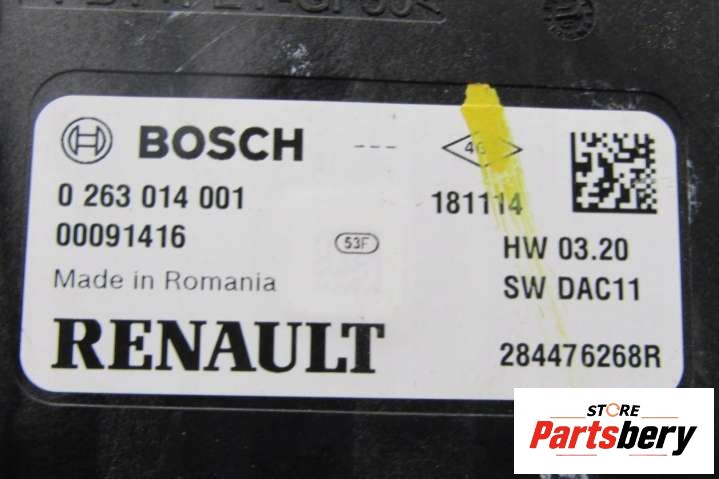 BOSCH ---
0 263 014 001 181114
00091416 53F HW 03.20
Made in Romania SW DAC11
RENAULT 284476268R
STORE
Partsbery